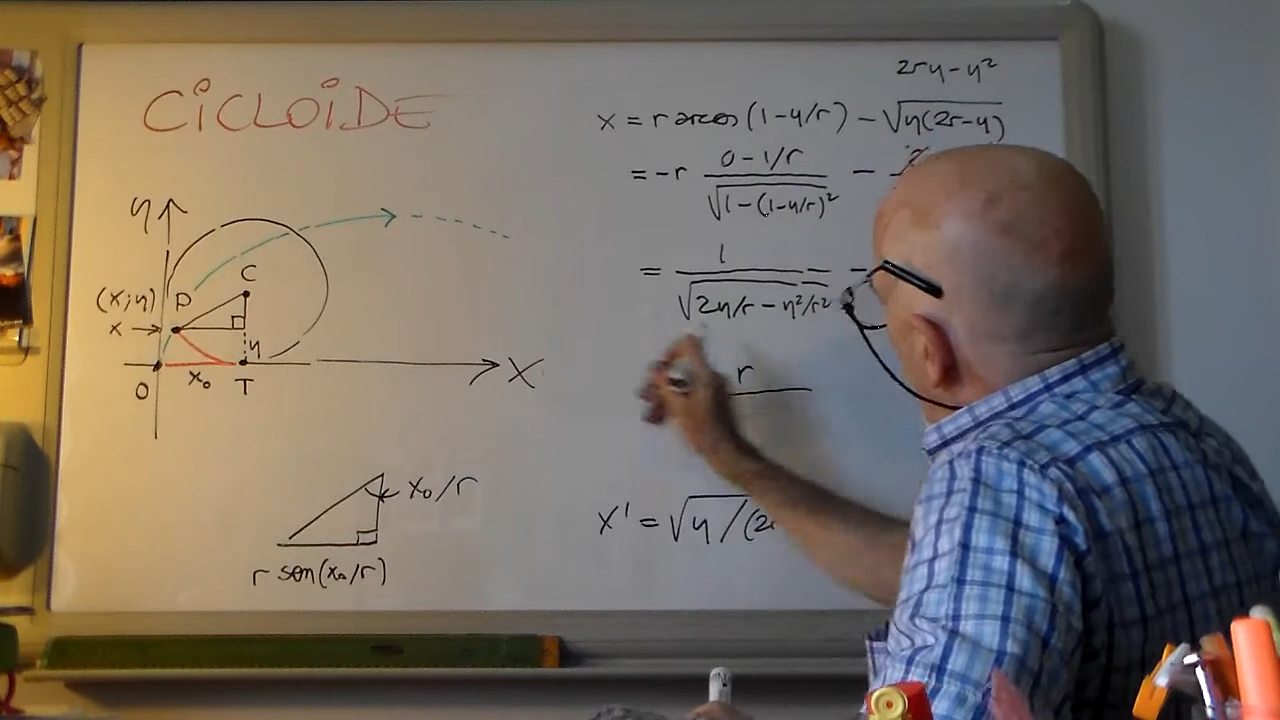 CiCLOiDE
2ry-y²
x = r arcos (1-y/r) - √y(2r-y)
= -r (0-1/r)/√1-(1-y/r)² -
= 1/√2y/r - y²/r² = -
r
x' = √y/(2
y
(x;y)
P
C
x
y
O
x₀
T
X
x₀/r
r sen(x₀/r)